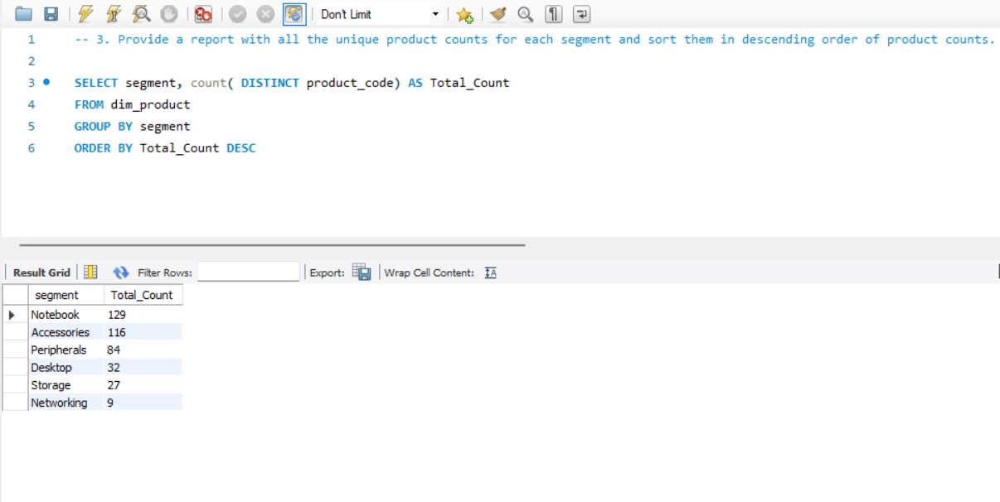 Don't Limit
1 -- 3. Provide a report with all the unique product counts for each segment and sort them in descending order of product counts.
2
3 SELECT segment, count( DISTINCT product_code) AS Total_Count
4 FROM dim_product
5 GROUP BY segment
6 ORDER BY Total_Count DESC
Result Grid Filter Rows: Export: Wrap Cell Content:
segment Total_Count
Notebook 129
Accessories 116
Peripherals 84
Desktop 32
Storage 27
Networking 9